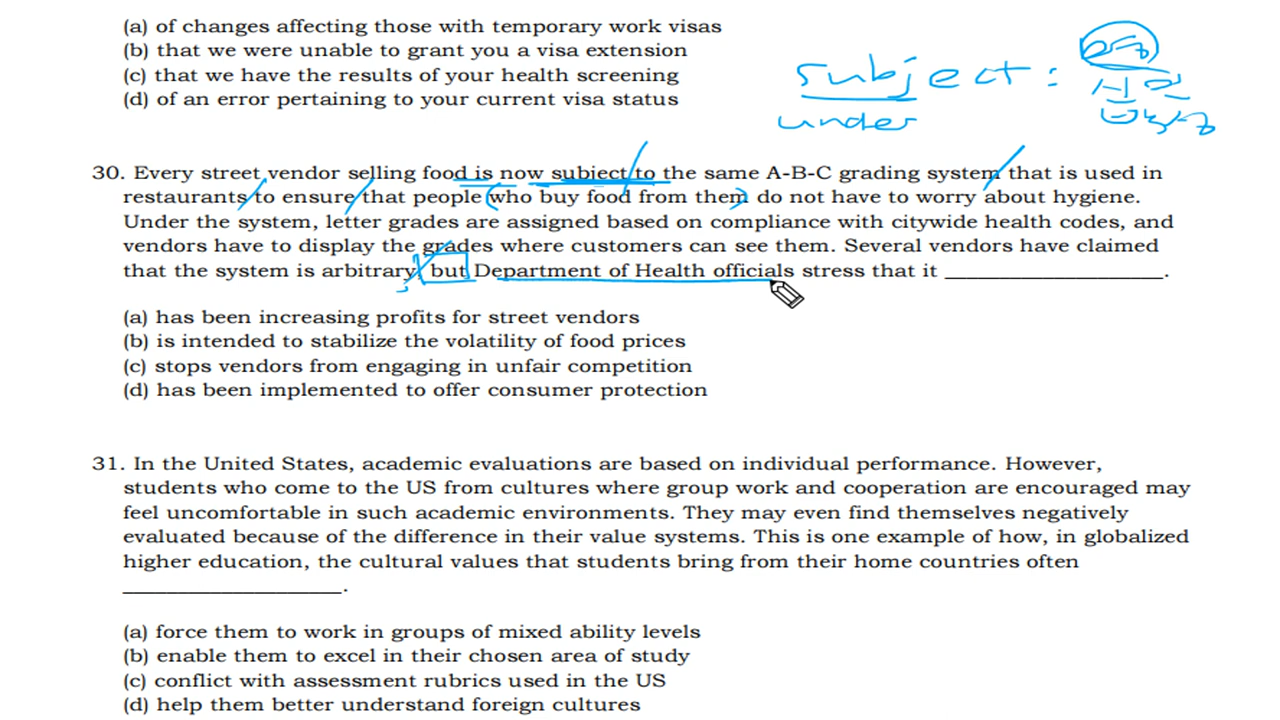 (a) of changes affecting those with temporary work visas
(b) that we were unable to grant you a visa extension
(c) that we have the results of your health screening
(d) of an error pertaining to your current visa status
subject :
under
30. Every street vendor selling food is now subject to the same A-B-C grading system that is used in
restaurants to ensure that people who buy food from them do not have to worry about hygiene.
Under the system, letter grades are assigned based on compliance with citywide health codes, and
vendors have to display the grades where customers can see them. Several vendors have claimed
that the system is arbitrary, but Department of Health officials stress that it ____________________.
(a) has been increasing profits for street vendors
(b) is intended to stabilize the volatility of food prices
(c) stops vendors from engaging in unfair competition
(d) has been implemented to offer consumer protection
31. In the United States, academic evaluations are based on individual performance. However,
students who come to the US from cultures where group work and cooperation are encouraged may
feel uncomfortable in such academic environments. They may even find themselves negatively
evaluated because of the difference in their value systems. This is one example of how, in globalized
higher education, the cultural values that students bring from their home countries often
____________________.
(a) force them to work in groups of mixed ability levels
(b) enable them to excel in their chosen area of study
(c) conflict with assessment rubrics used in the US
(d) help them better understand foreign cultures